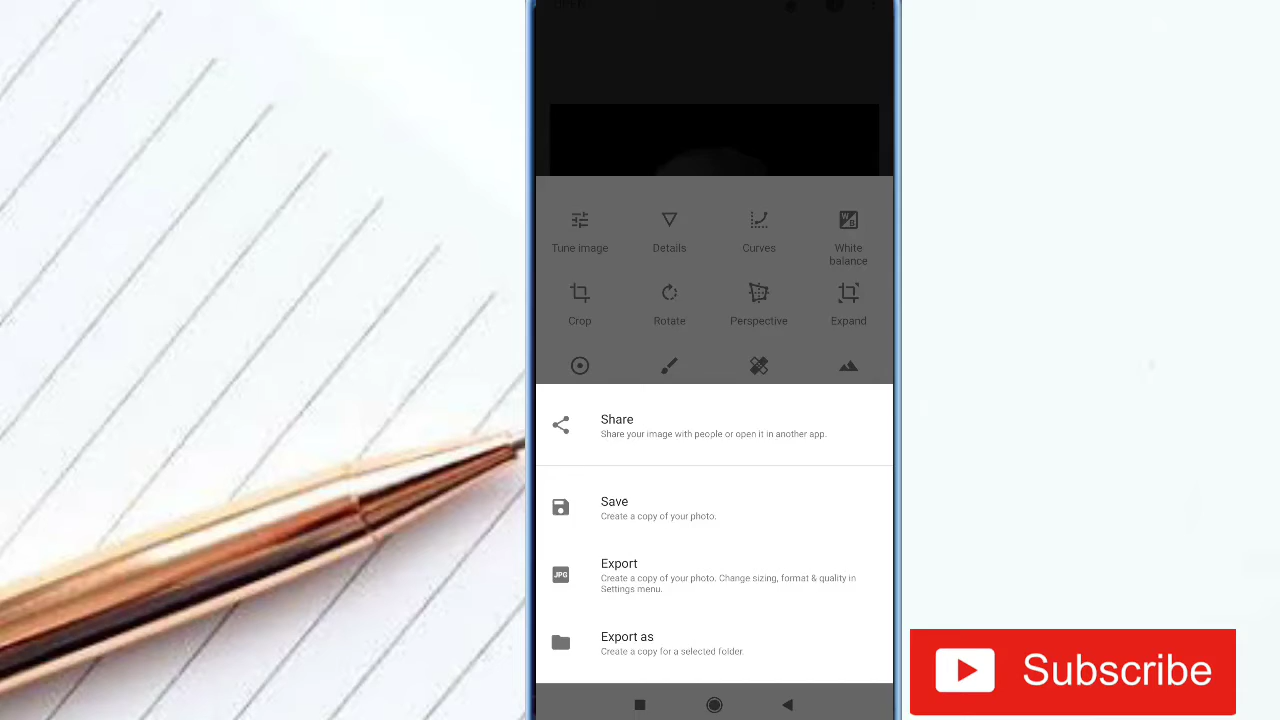 OPEN
Tune image
Details
Curves
White
balance
Crop
Rotate
Perspective
Expand
Share
Share your image with people or open it in another app.
Save
Create a copy of your photo.
JPG
Export
Create a copy of your photo. Change sizing, format & quality in
Settings menu.
Export as
Create a copy for a selected folder.
Subscribe